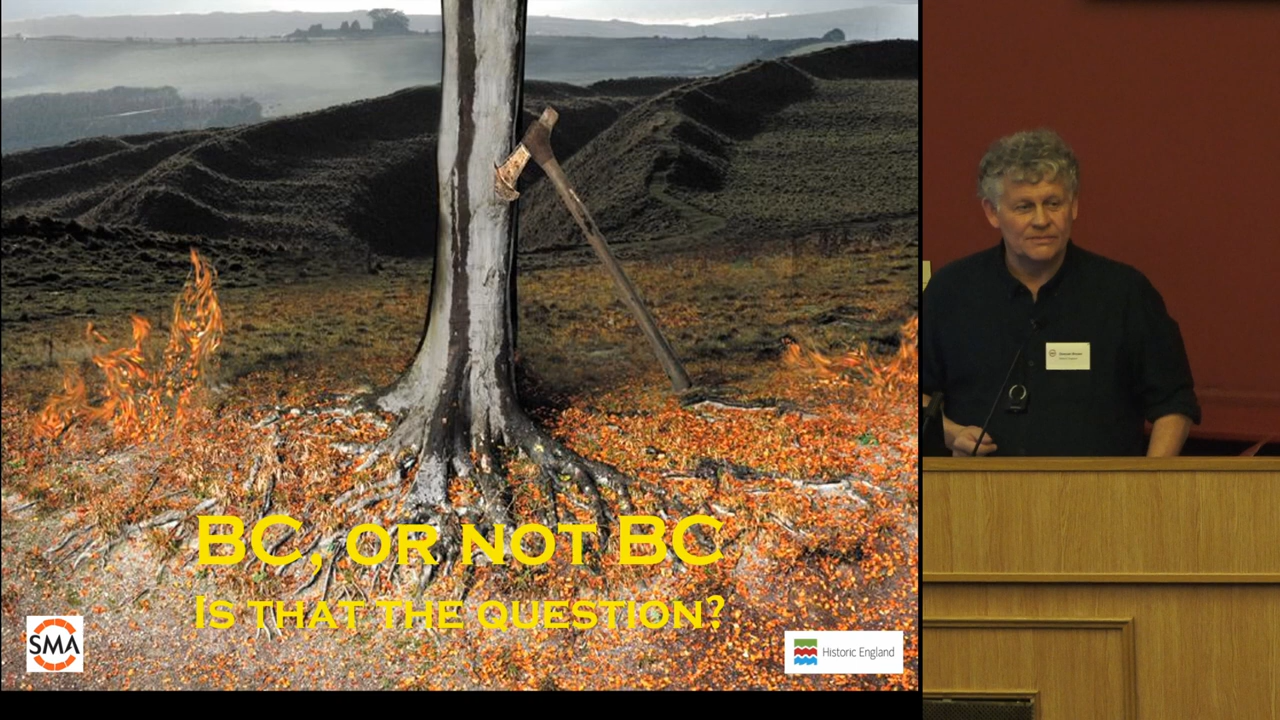 BC, or not BC
Is that the question?
SMA
Historic England